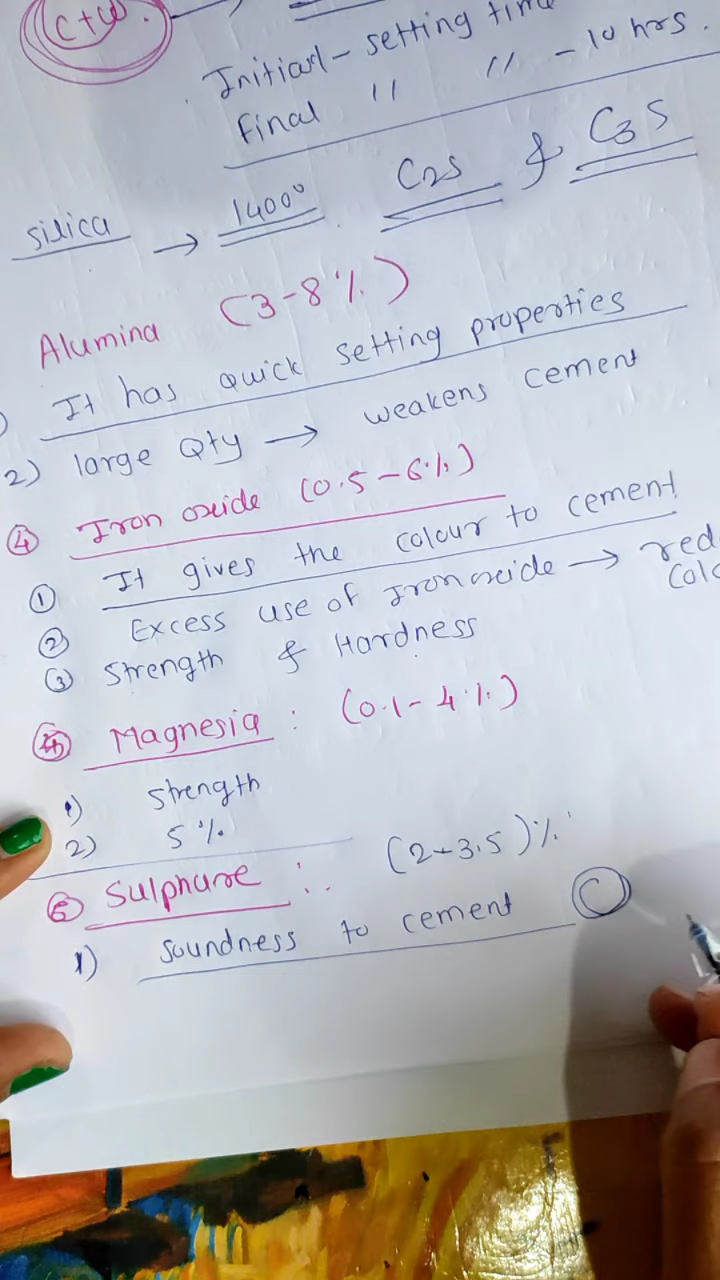 (C+W).
Initial - setting time
Final " " - 10 hrs.
silica → 1400° C2S & C3S
Alumina (3-8%)
) It has quick setting properties
2) large Qty → weakens cement
④ Iron oxide (0.5-6%)
① It gives the colour to cement
② Excess use of Iron oxide → red
③ Strength & Hardness
Magnesia : (0.1-4%)
1) strength
2) 5%
⑥ Sulphure :. (2-3.5)%
1) soundness to cement